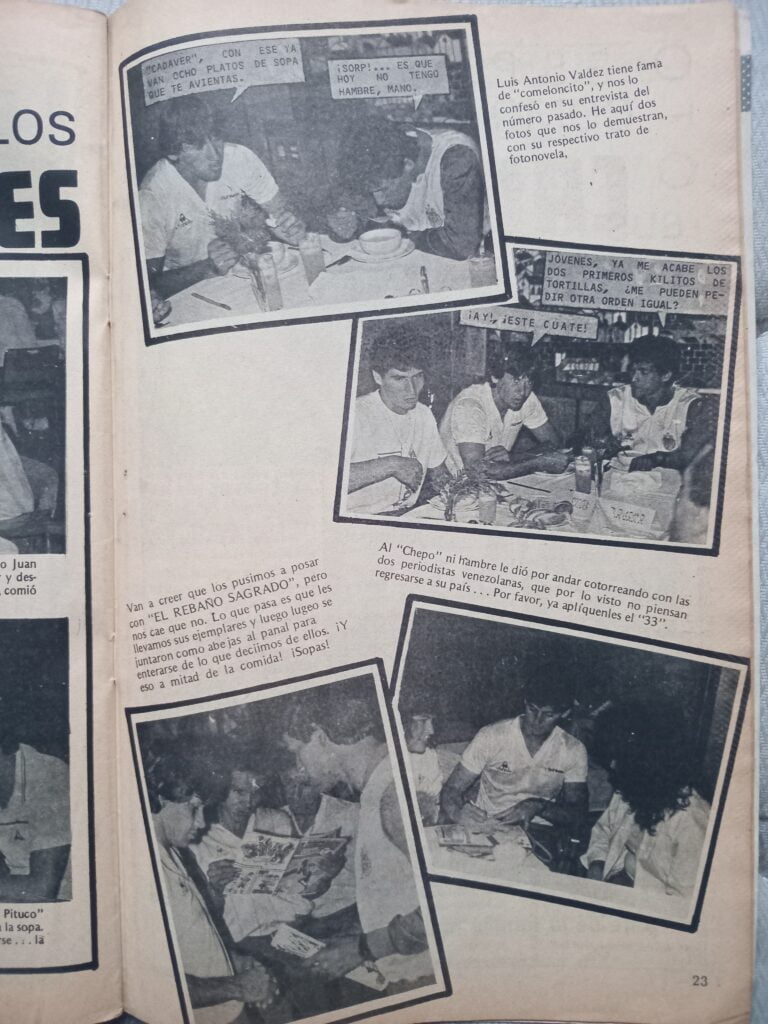 LOS
ES
o Juan
r y des-
, comió
Pituco"
a la sopa.
rse . . . la
"CADAVER", CON ESE YA
VAN OCHO PLATOS DE SOPA
QUE TE AVIENTAS.
¡SORP!... ES QUE
HOY NO TENGO
HAMBRE, MANO.
Luis Antonio Valdez tiene fama
de "comeloncito", y nos lo
confesó en su entrevista del
número pasado. He aquí dos
fotos que nos lo demuestran,
con su respectivo trato de
fotonovela,
JÓVENES, YA ME ACABE LOS
DOS PRIMEROS KILITOS DE
TORTILLAS, ¿ME PUEDEN PE-
DIR OTRA ORDEN IGUAL?
¡AY!, ¡ESTE CUATE!
Al "Chepo" ni hambre le dió por andar cotorreando con las
dos periodistas venezolanas, que por lo visto no piensan
regresarse a su país . . . Por favor, ya aplíquenles el "33".
Van a creer que los pusimos a posar
con "EL REBAÑO SAGRADO", pero
nos cae que no. Lo que pasa es que les
llevamos sus ejemplares y luego lugeo se
juntaron como abejas al panal para
enterarse de lo que decíimos de ellos. ¡Y
eso a mitad de la comida! ¡Sopas!
23